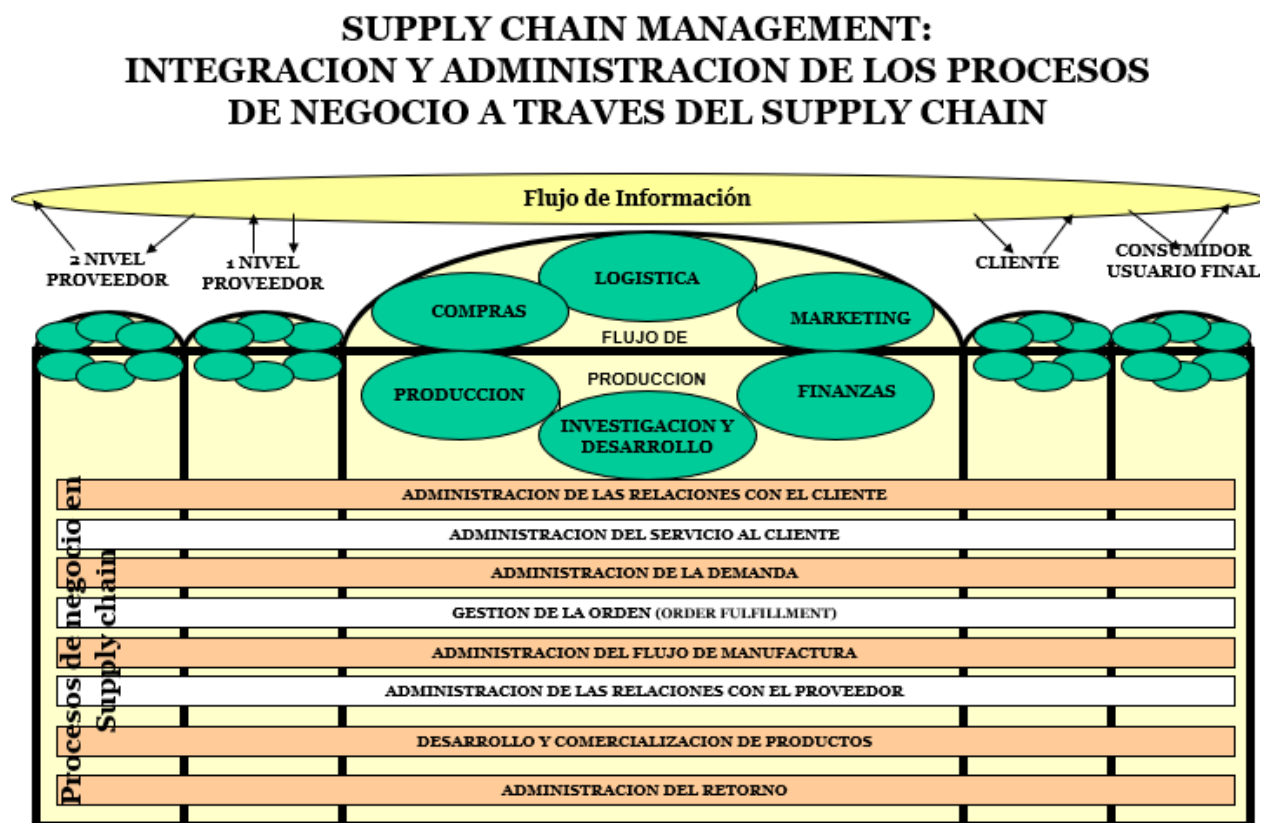 SUPPLY CHAIN MANAGEMENT:
INTEGRACION Y ADMINISTRACION DE LOS PROCESOS
DE NEGOCIO A TRAVES DEL SUPPLY CHAIN
Flujo de Información
2 NIVEL
PROVEEDOR
1 NIVEL
PROVEEDOR
CLIENTE
CONSUMIDOR
USUARIO FINAL
LOGISTICA
COMPRAS
MARKETING
FLUJO DE
PRODUCCION
PRODUCCION
FINANZAS
INVESTIGACION Y
DESARROLLO
Procesos de negocio en
Supply chain
ADMINISTRACION DE LAS RELACIONES CON EL CLIENTE
ADMINISTRACION DEL SERVICIO AL CLIENTE
ADMINISTRACION DE LA DEMANDA
GESTION DE LA ORDEN (ORDER FULFILLMENT)
ADMINISTRACION DEL FLUJO DE MANUFACTURA
ADMINISTRACION DE LAS RELACIONES CON EL PROVEEDOR
DESARROLLO Y COMERCIALIZACION DE PRODUCTOS
ADMINISTRACION DEL RETORNO